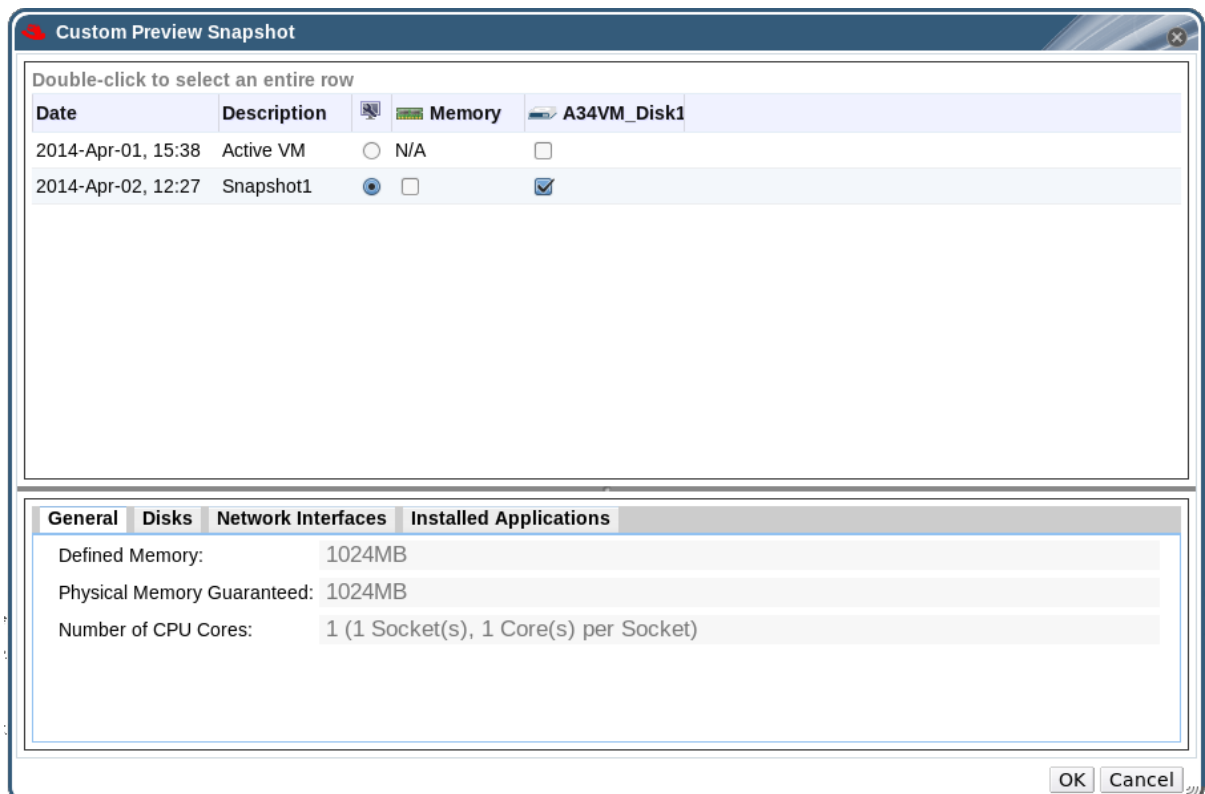 Custom Preview Snapshot
Double-click to select an entire row
Date Description Memory A34VM_Disk1
2014-Apr-01, 15:38 Active VM N/A
2014-Apr-02, 12:27 Snapshot1
General Disks Network Interfaces Installed Applications
Defined Memory: 1024MB
Physical Memory Guaranteed: 1024MB
Number of CPU Cores: 1 (1 Socket(s), 1 Core(s) per Socket)
OK Cancel